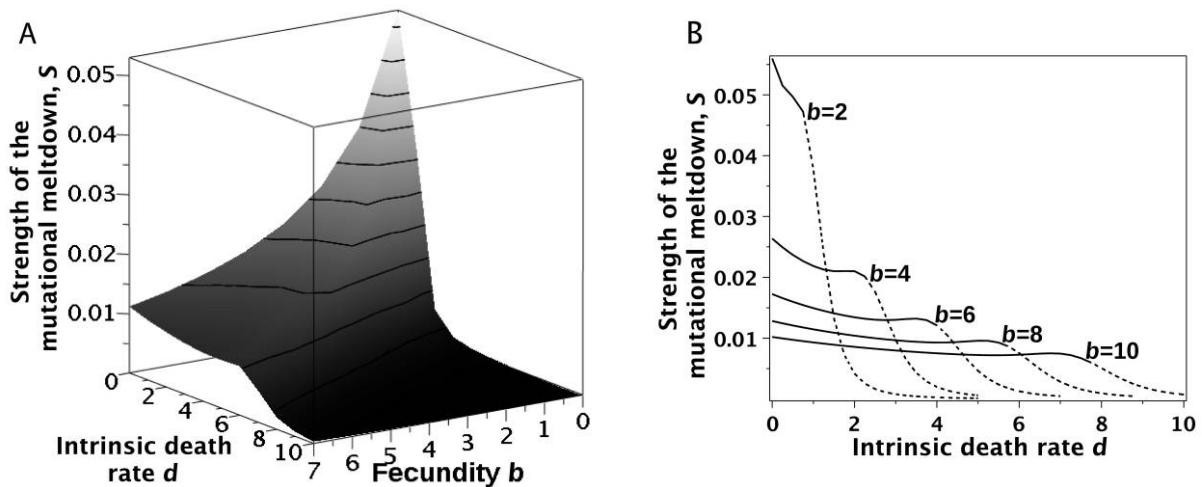 A
Strength of the
mutational meltdown, S
0.05
0.04
0.03
0.02
0.01
0
2
4
6
8
10
Intrinsic death
rate d
7
6
5
4
3
2
1
0
Fecundity b
B
Strength of the
mutational meltdown, S
0.05
0.04
0.03
0.02
0.01
b=2
b=4
b=6
b=8
b=10
0
2
4
6
8
10
Intrinsic death rate d